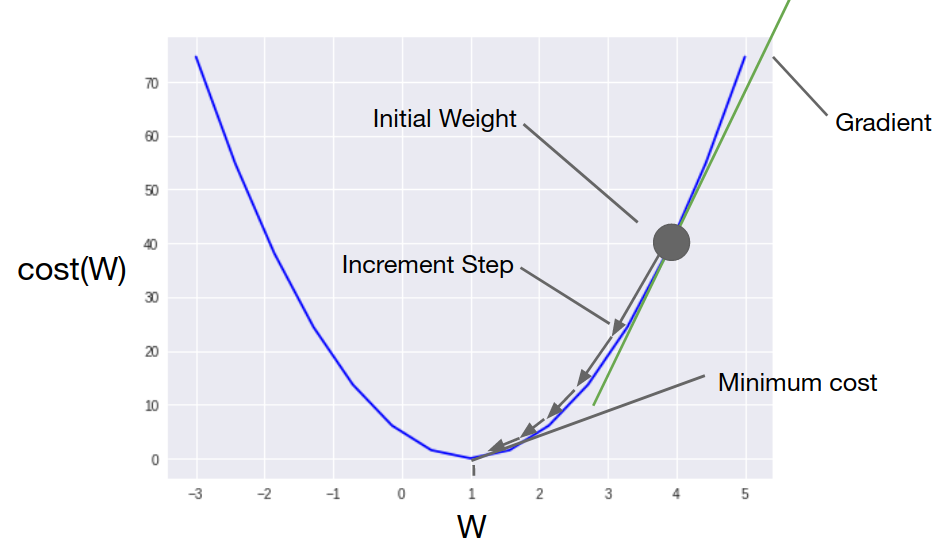 Initial Weight
Gradient
Increment Step
Minimum cost
cost(W)
70
60
50
40
30
20
10
0
−3 −2 −1 0 1 2 3 4 5
W